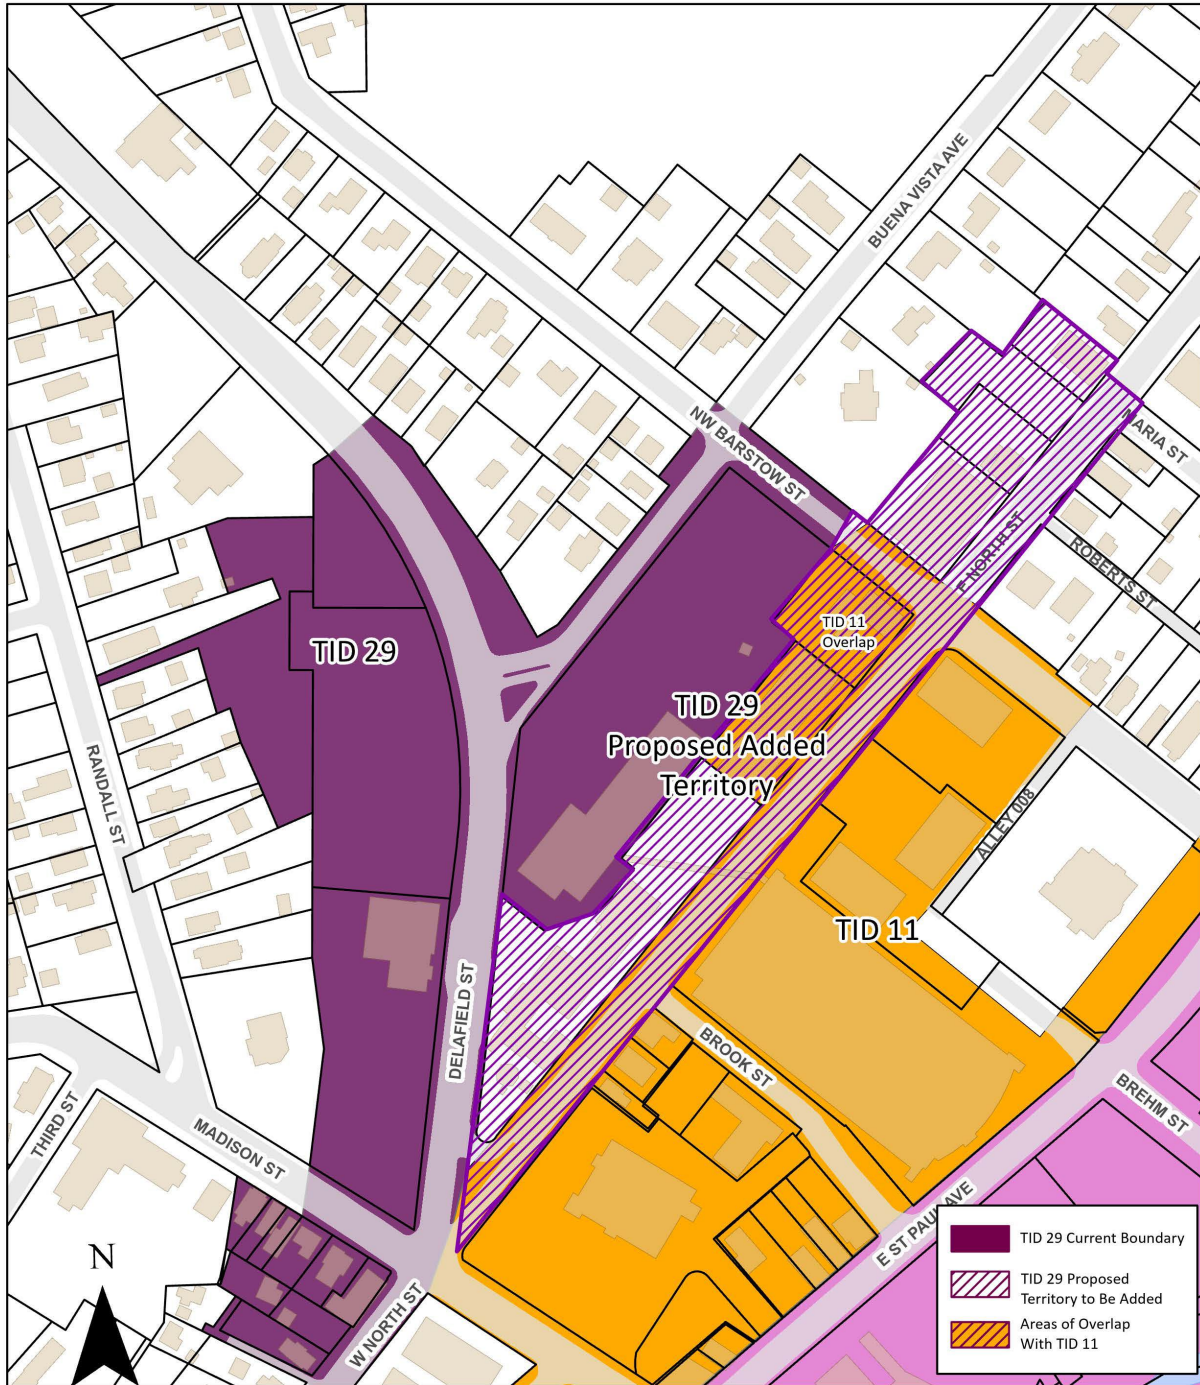 BUENA VISTA AVE
NW BARSTOW ST
MARIA ST
E NORTH ST
ROBERTS ST
TID 11
Overlap
TID 29
TID 29
Proposed Added
Territory
RANDALL ST
ALLEY 008
TID 11
DELAFIELD ST
BROOK ST
THIRD ST
MADISON ST
BREHM ST
E ST PAUL AVE
W NORTH ST
N
TID 29 Current Boundary
TID 29 Proposed
Territory to Be Added
Areas of Overlap
With TID 11